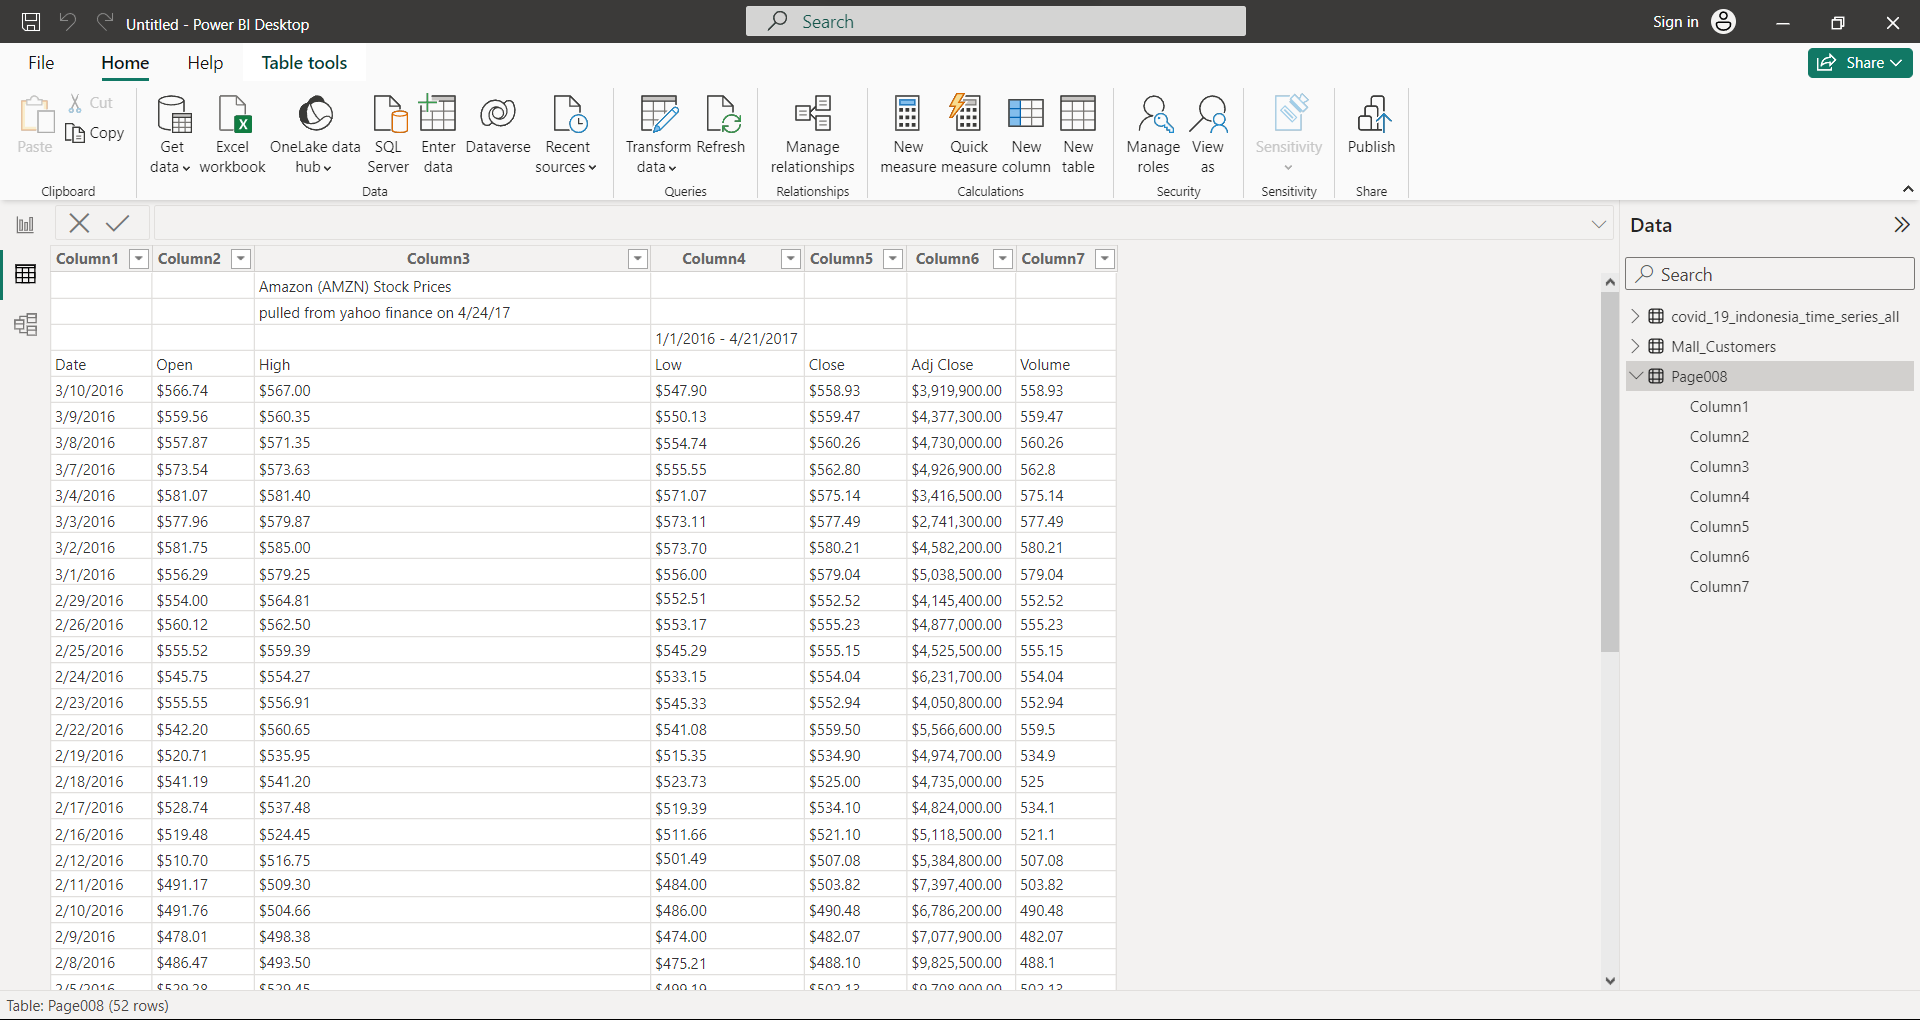 Untitled - Power BI Desktop
Search
Sign in
File Home Help Table tools
Share
Paste
Cut
Copy
Clipboard
Get data
Excel workbook
OneLake data hub
SQL Server
Enter data
Dataverse
Recent sources
Data
Transform data
Refresh
Queries
Manage relationships
Relationships
New measure
Quick measure
New column
New table
Calculations
Manage roles
View as
Security
Sensitivity
Sensitivity
Publish
Share
Column1 Column2 Column3 Column4 Column5 Column6 Column7
Amazon (AMZN) Stock Prices
pulled from yahoo finance on 4/24/17
1/1/2016 - 4/21/2017
Date Open High Low Close Adj Close Volume
3/10/2016 $566.74 $567.00 $547.90 $558.93 $3,919,900.00 558.93
3/9/2016 $559.56 $560.35 $550.13 $559.47 $4,377,300.00 559.47
3/8/2016 $557.87 $571.35 $554.74 $560.26 $4,730,000.00 560.26
3/7/2016 $573.54 $573.63 $555.55 $562.80 $4,926,900.00 562.8
3/4/2016 $581.07 $581.40 $571.07 $575.14 $3,416,500.00 575.14
3/3/2016 $577.96 $579.87 $573.11 $577.49 $2,741,300.00 577.49
3/2/2016 $581.75 $585.00 $573.70 $580.21 $4,582,200.00 580.21
3/1/2016 $556.29 $579.25 $556.00 $579.04 $5,038,500.00 579.04
2/29/2016 $554.00 $564.81 $552.51 $552.52 $4,145,400.00 552.52
2/26/2016 $560.12 $562.50 $553.17 $555.23 $4,877,000.00 555.23
2/25/2016 $555.52 $559.39 $545.29 $555.15 $4,525,500.00 555.15
2/24/2016 $545.75 $554.27 $533.15 $554.04 $6,231,700.00 554.04
2/23/2016 $555.55 $556.91 $545.33 $552.94 $4,050,800.00 552.94
2/22/2016 $542.20 $560.65 $541.08 $559.50 $5,566,600.00 559.5
2/19/2016 $520.71 $535.95 $515.35 $534.90 $4,974,700.00 534.9
2/18/2016 $541.19 $541.20 $523.73 $525.00 $4,735,000.00 525
2/17/2016 $528.74 $537.48 $519.39 $534.10 $4,824,000.00 534.1
2/16/2016 $519.48 $524.45 $511.66 $521.10 $5,118,500.00 521.1
2/12/2016 $510.70 $516.75 $501.49 $507.08 $5,384,800.00 507.08
2/11/2016 $491.17 $509.30 $484.00 $503.82 $7,397,400.00 503.82
2/10/2016 $491.76 $504.66 $486.00 $490.48 $6,786,200.00 490.48
2/9/2016 $478.01 $498.38 $474.00 $482.07 $7,077,900.00 482.07
2/8/2016 $486.47 $493.50 $475.21 $488.10 $9,825,500.00 488.1
2/5/2016 $529.28 $529.45 $499.19 $502.13 $9,708,900.00 502.13
Data
Search
covid_19_indonesia_time_series_all
Mall_Customers
Page008
Column1
Column2
Column3
Column4
Column5
Column6
Column7
Table: Page008 (52 rows)